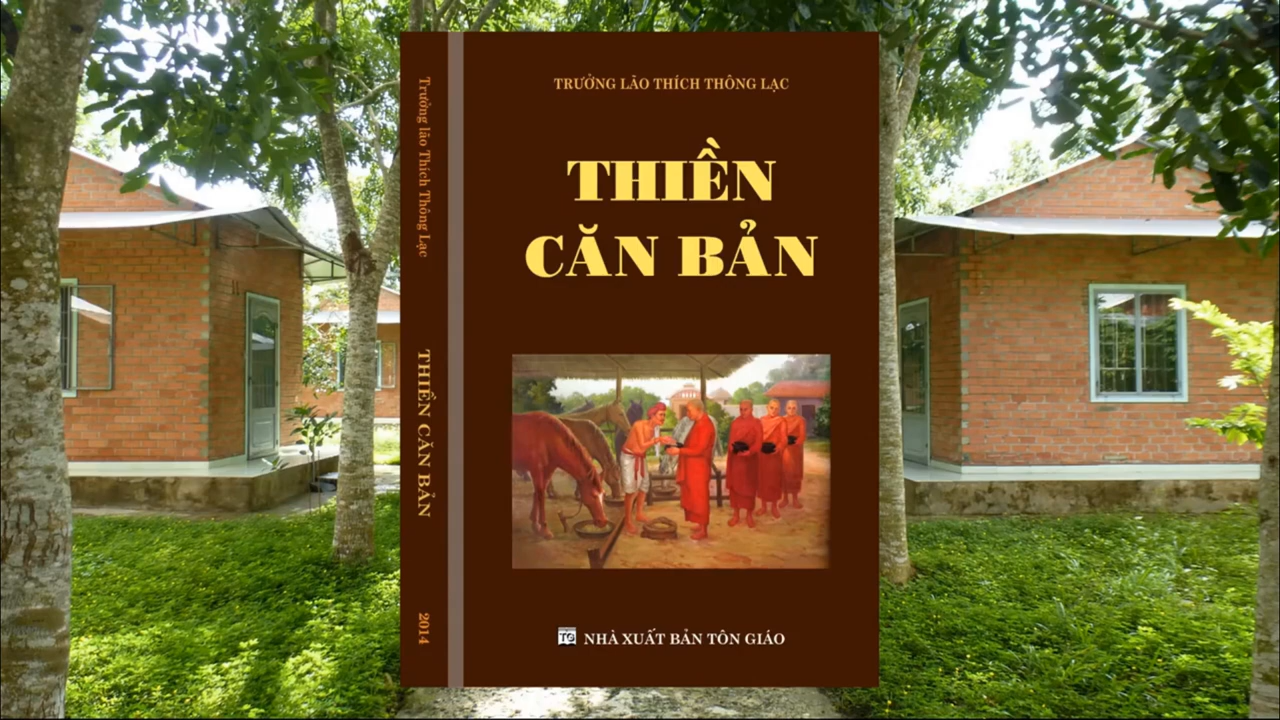 Trưởng lão Thích Thông Lạc
THIỀN CĂN BẢN
2014
TRƯỞNG LÃO THÍCH THÔNG LẠC
THIỀN
CĂN BẢN
TG NHÀ XUẤT BẢN TÔN GIÁO